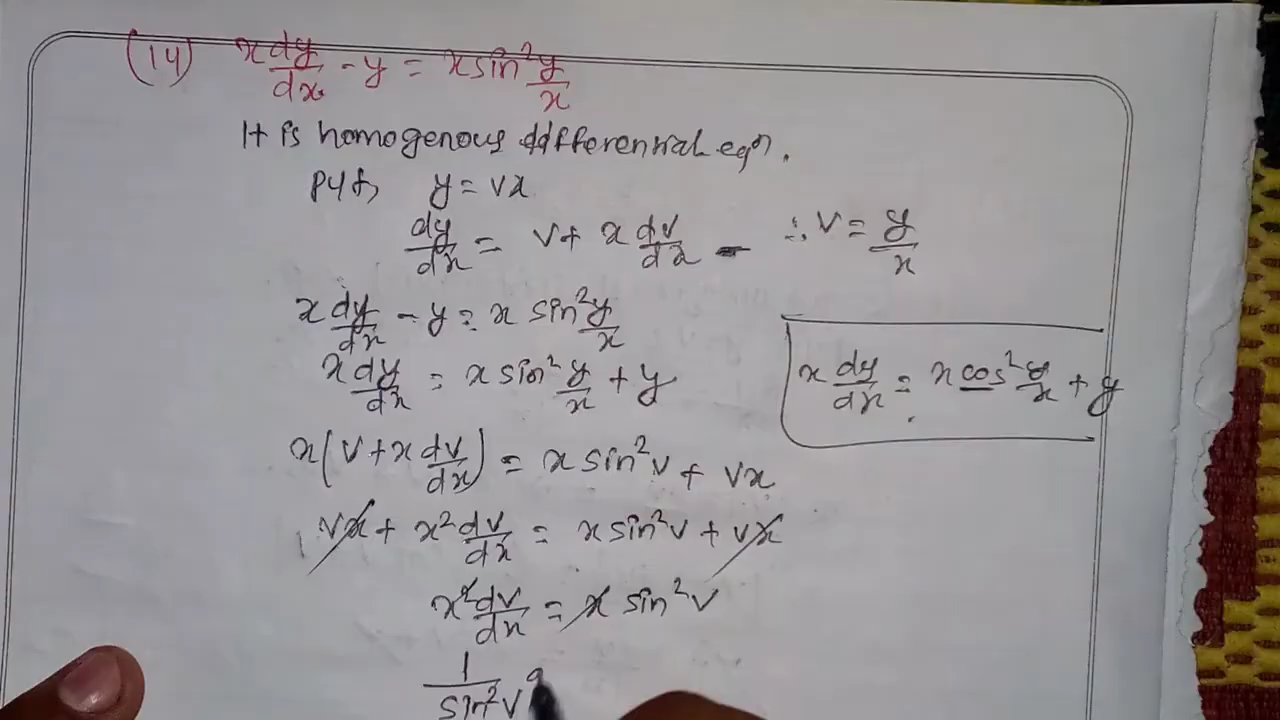 (14) x dy/dx - y = x sin² y/x
It is homogenous differential eqn.
Put, y = vx
dy/dx = v + x dv/dx - ∴ v = y/x
x dy/dx - y = x sin² y/x
x dy/dx = x sin² y/x + y
x dy/dx = x cos² y/x + y
x(v + x dv/dx) = x sin² v + vx
vx + x² dv/dx = x sin² v + vx
x² dv/dx = x sin² v
1/sin² v